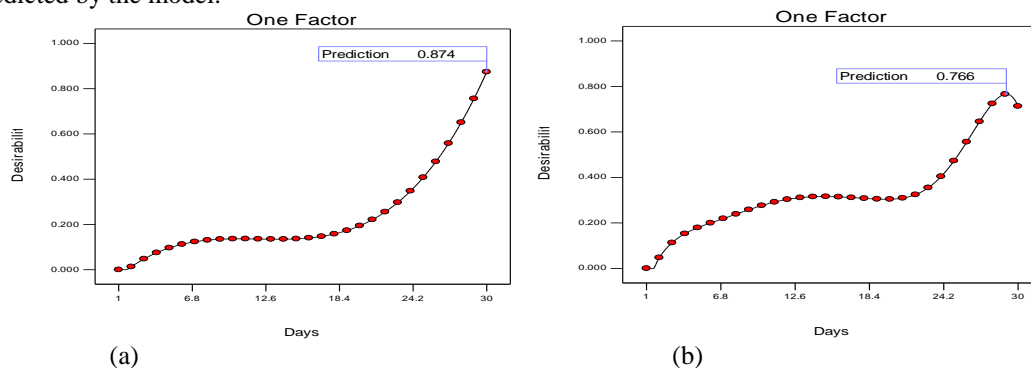 edicted by the model.
One Factor
1.000
Prediction 0.874
0.800
0.600
0.400
0.200
0.000
Desirabilit
1 6.8 12.6 18.4 24.2 30
Days
(a)
One Factor
1.000
Prediction 0.766
0.800
0.600
0.400
0.200
0.000
Desirabilit
1 6.8 12.6 18.4 24.2 30
Days
(b)